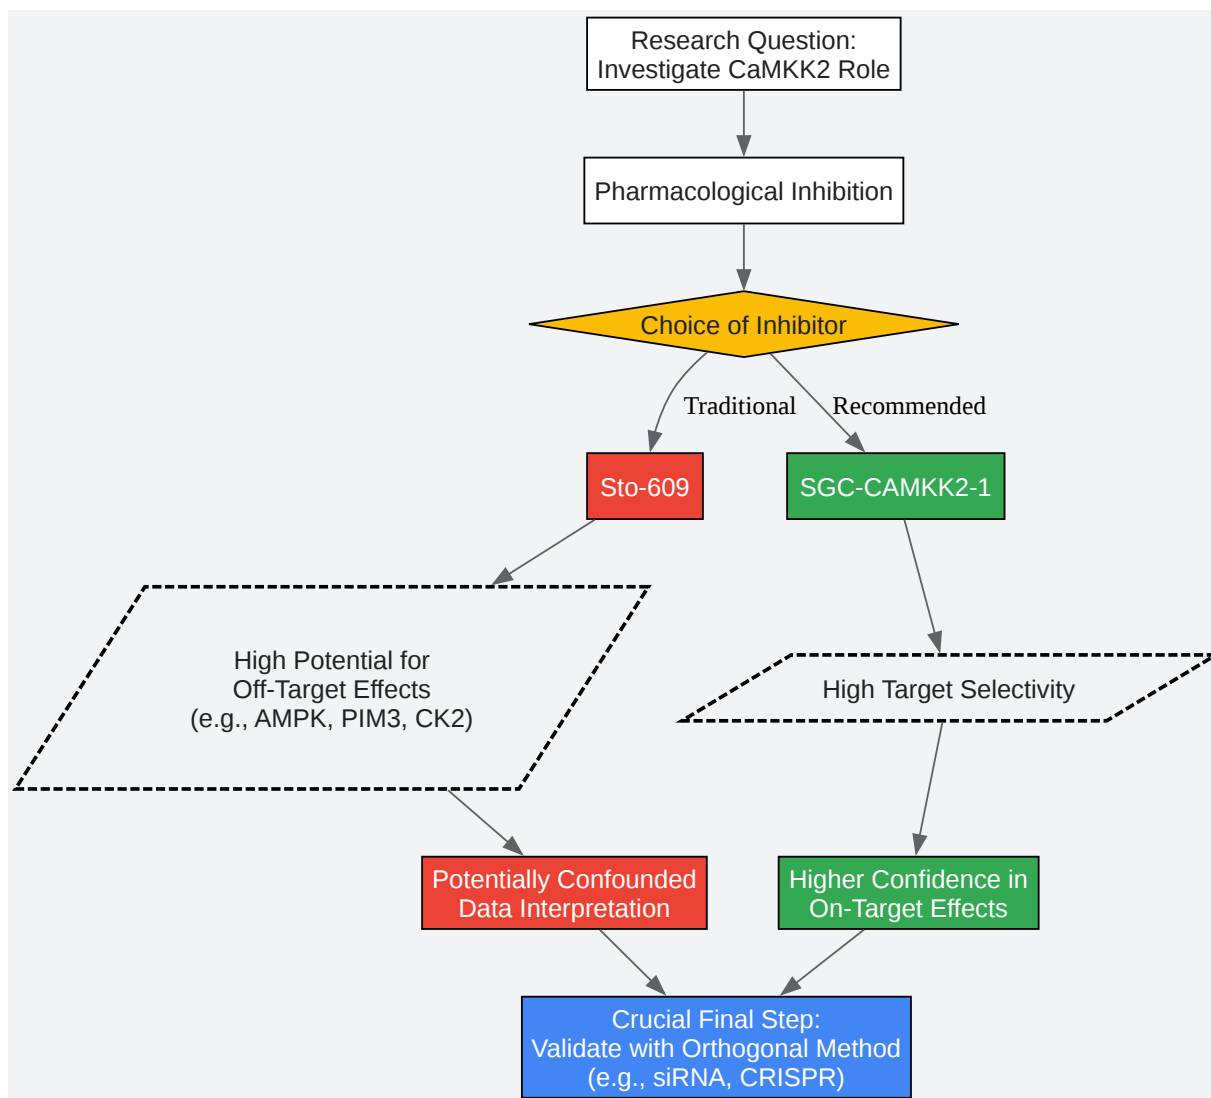 Research Question:
Investigate CaMKK2 Role
Pharmacological Inhibition
Choice of Inhibitor
Traditional
Recommended
Sto-609
SGC-CAMKK2-1
High Potential for
Off-Target Effects
(e.g., AMPK, PIM3, CK2)
High Target Selectivity
Potentially Confounded
Data Interpretation
Higher Confidence in
On-Target Effects
Crucial Final Step:
Validate with Orthogonal Method
(e.g., siRNA, CRISPR)